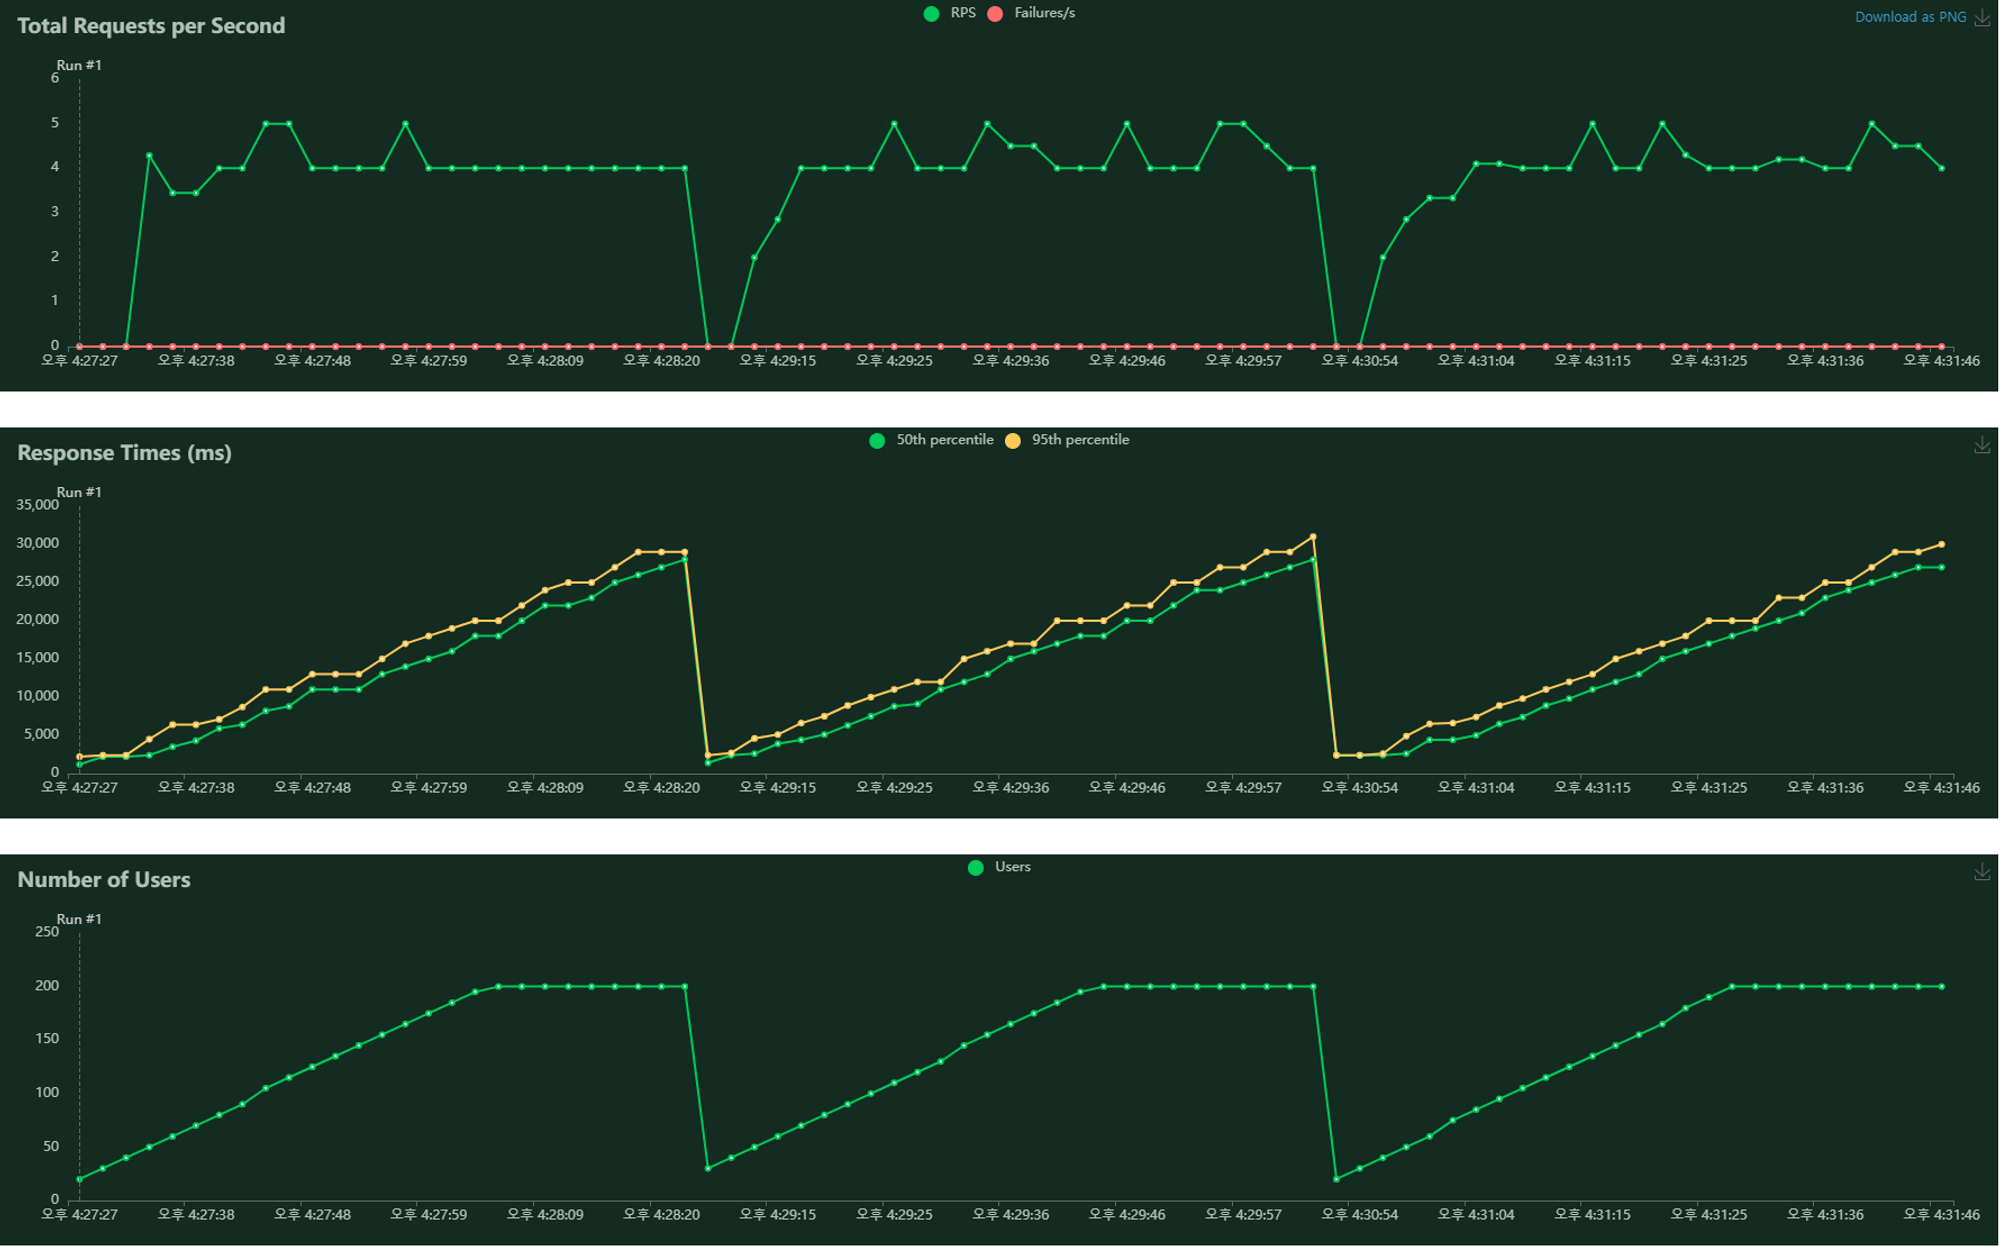 Total Requests per Second
RPS Failures/s
Download as PNG
Run #1
6
5
4
3
2
1
0
오후 4:27:27 오후 4:27:38 오후 4:27:48 오후 4:27:59 오후 4:28:09 오후 4:28:20 오후 4:29:15 오후 4:29:25 오후 4:29:36 오후 4:29:46 오후 4:29:57 오후 4:30:54 오후 4:31:04 오후 4:31:15 오후 4:31:25 오후 4:31:36 오후 4:31:46
Response Times (ms)
50th percentile 95th percentile
Run #1
35,000
30,000
25,000
20,000
15,000
10,000
5,000
0
오후 4:27:27 오후 4:27:38 오후 4:27:48 오후 4:27:59 오후 4:28:09 오후 4:28:20 오후 4:29:15 오후 4:29:25 오후 4:29:36 오후 4:29:46 오후 4:29:57 오후 4:30:54 오후 4:31:04 오후 4:31:15 오후 4:31:25 오후 4:31:36 오후 4:31:46
Number of Users
Users
Run #1
250
200
150
100
50
0
오후 4:27:27 오후 4:27:38 오후 4:27:48 오후 4:27:59 오후 4:28:09 오후 4:28:20 오후 4:29:15 오후 4:29:25 오후 4:29:36 오후 4:29:46 오후 4:29:57 오후 4:30:54 오후 4:31:04 오후 4:31:15 오후 4:31:25 오후 4:31:36 오후 4:31:46